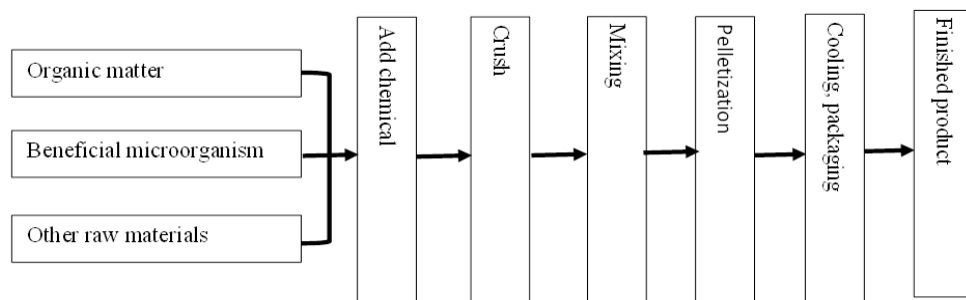 Organic matter
Beneficial microorganism
Other raw materials
Add chemical
Crush
Mixing
Pelletization
Cooling, packaging
Finished product